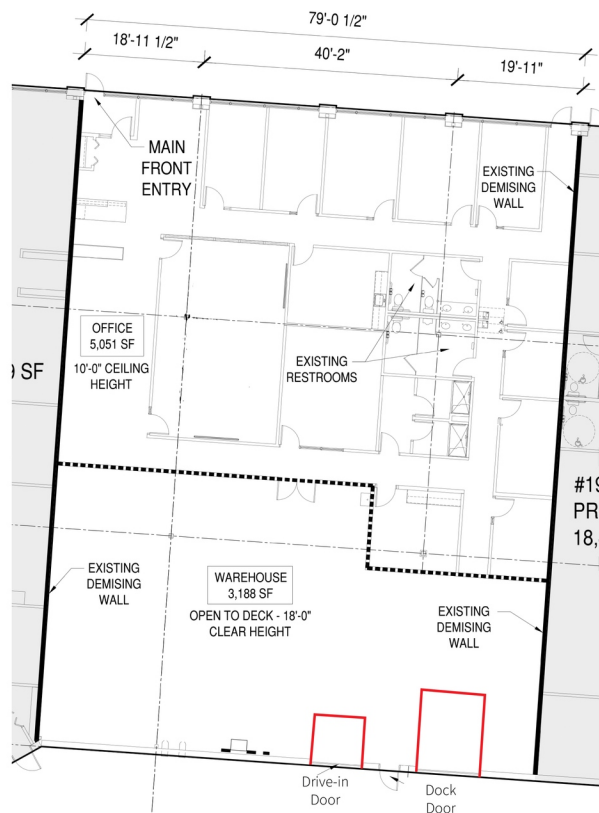 79'-0 1/2"
18'-11 1/2"
40'-2"
19'-11"
MAIN
FRONT
ENTRY
EXISTING
DEMISING
WALL
OFFICE
5,051 SF
10'-0" CEILING
HEIGHT
9 SF
EXISTING
RESTROOMS
#19
PR
18,
EXISTING
DEMISING
WALL
WAREHOUSE
3,188 SF
OPEN TO DECK - 18'-0"
CLEAR HEIGHT
EXISTING
DEMISING
WALL
Drive-in
Door
Dock
Door